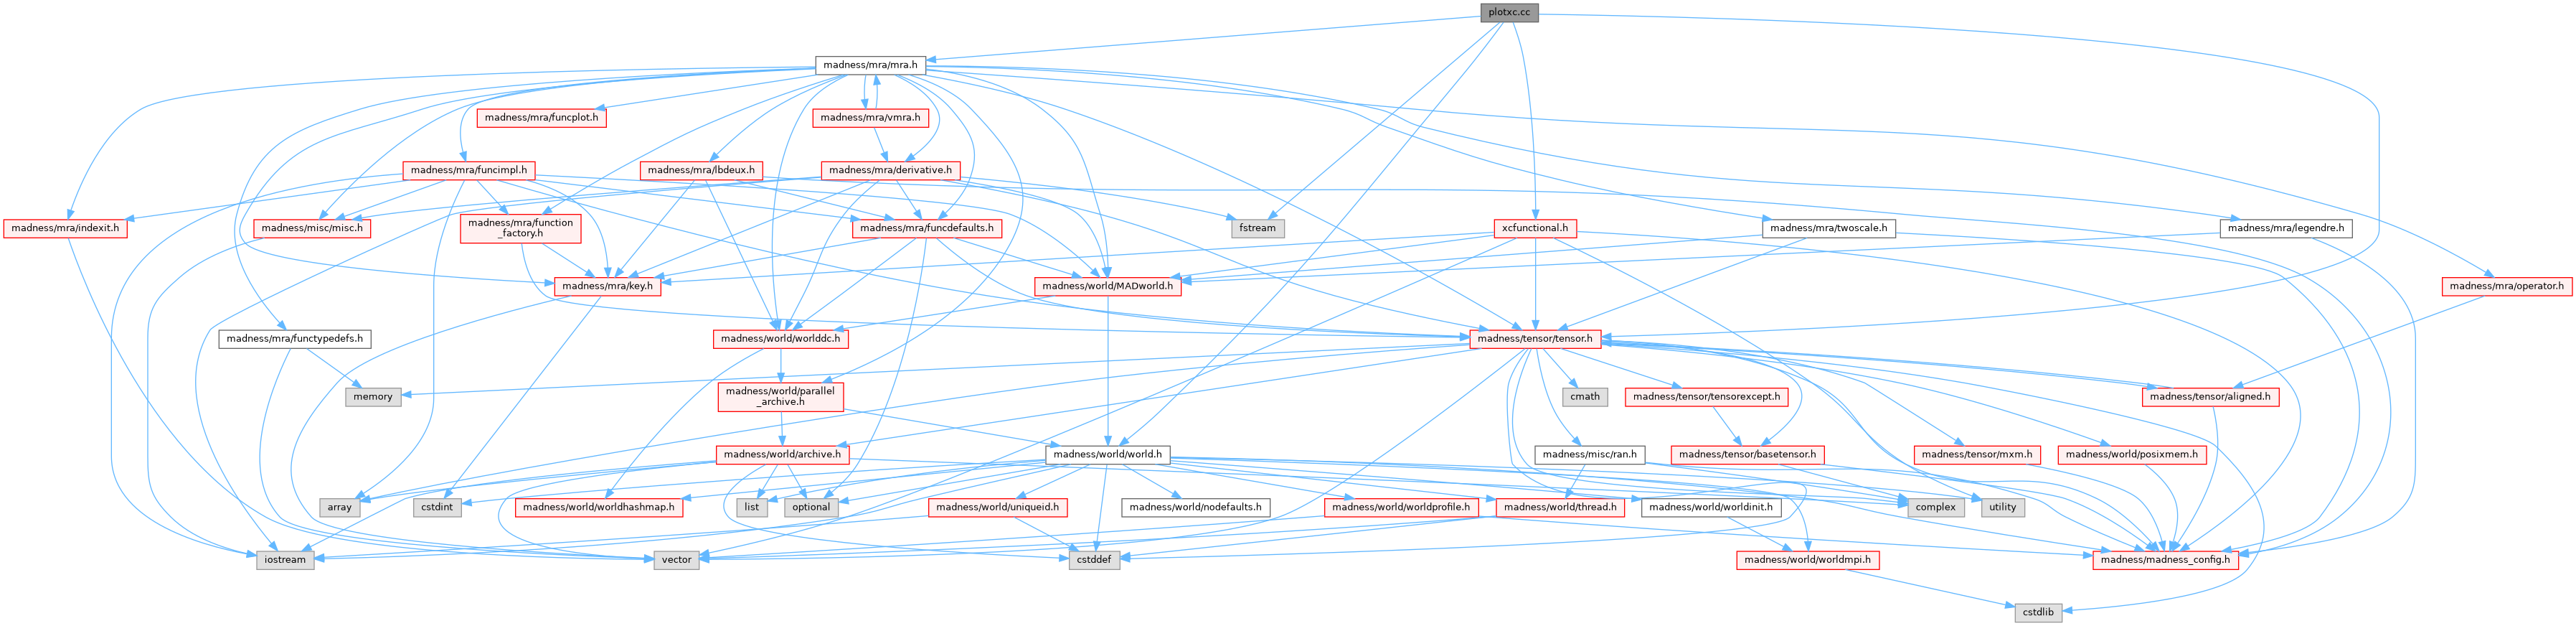 plotxc.cc
madness/mra/mra.h
madness/mra/funcplot.h
madness/mra/vmra.h
madness/mra/funcimpl.h
madness/mra/lbdeux.h
madness/mra/derivative.h
madness/mra/indexit.h
madness/misc/misc.h
madness/mra/function
_factory.h
madness/mra/funcdefaults.h
fstream
xcfunctional.h
madness/mra/twoscale.h
madness/mra/legendre.h
madness/mra/key.h
madness/world/MADworld.h
madness/mra/operator.h
madness/mra/functypedefs.h
madness/world/worlddc.h
madness/tensor/tensor.h
memory
madness/world/parallel
_archive.h
cmath
madness/tensor/tensorexcept.h
madness/tensor/aligned.h
madness/world/archive.h
madness/world/world.h
madness/misc/ran.h
madness/tensor/basetensor.h
madness/tensor/mxm.h
madness/world/posixmem.h
array
cstdint
madness/world/worldhashmap.h
list
optional
madness/world/uniqueid.h
madness/world/nodefaults.h
madness/world/worldprofile.h
madness/world/thread.h
madness/world/worldinit.h
complex
utility
iostream
vector
cstddef
madness/world/worldmpi.h
madness/madness_config.h
cstdlib